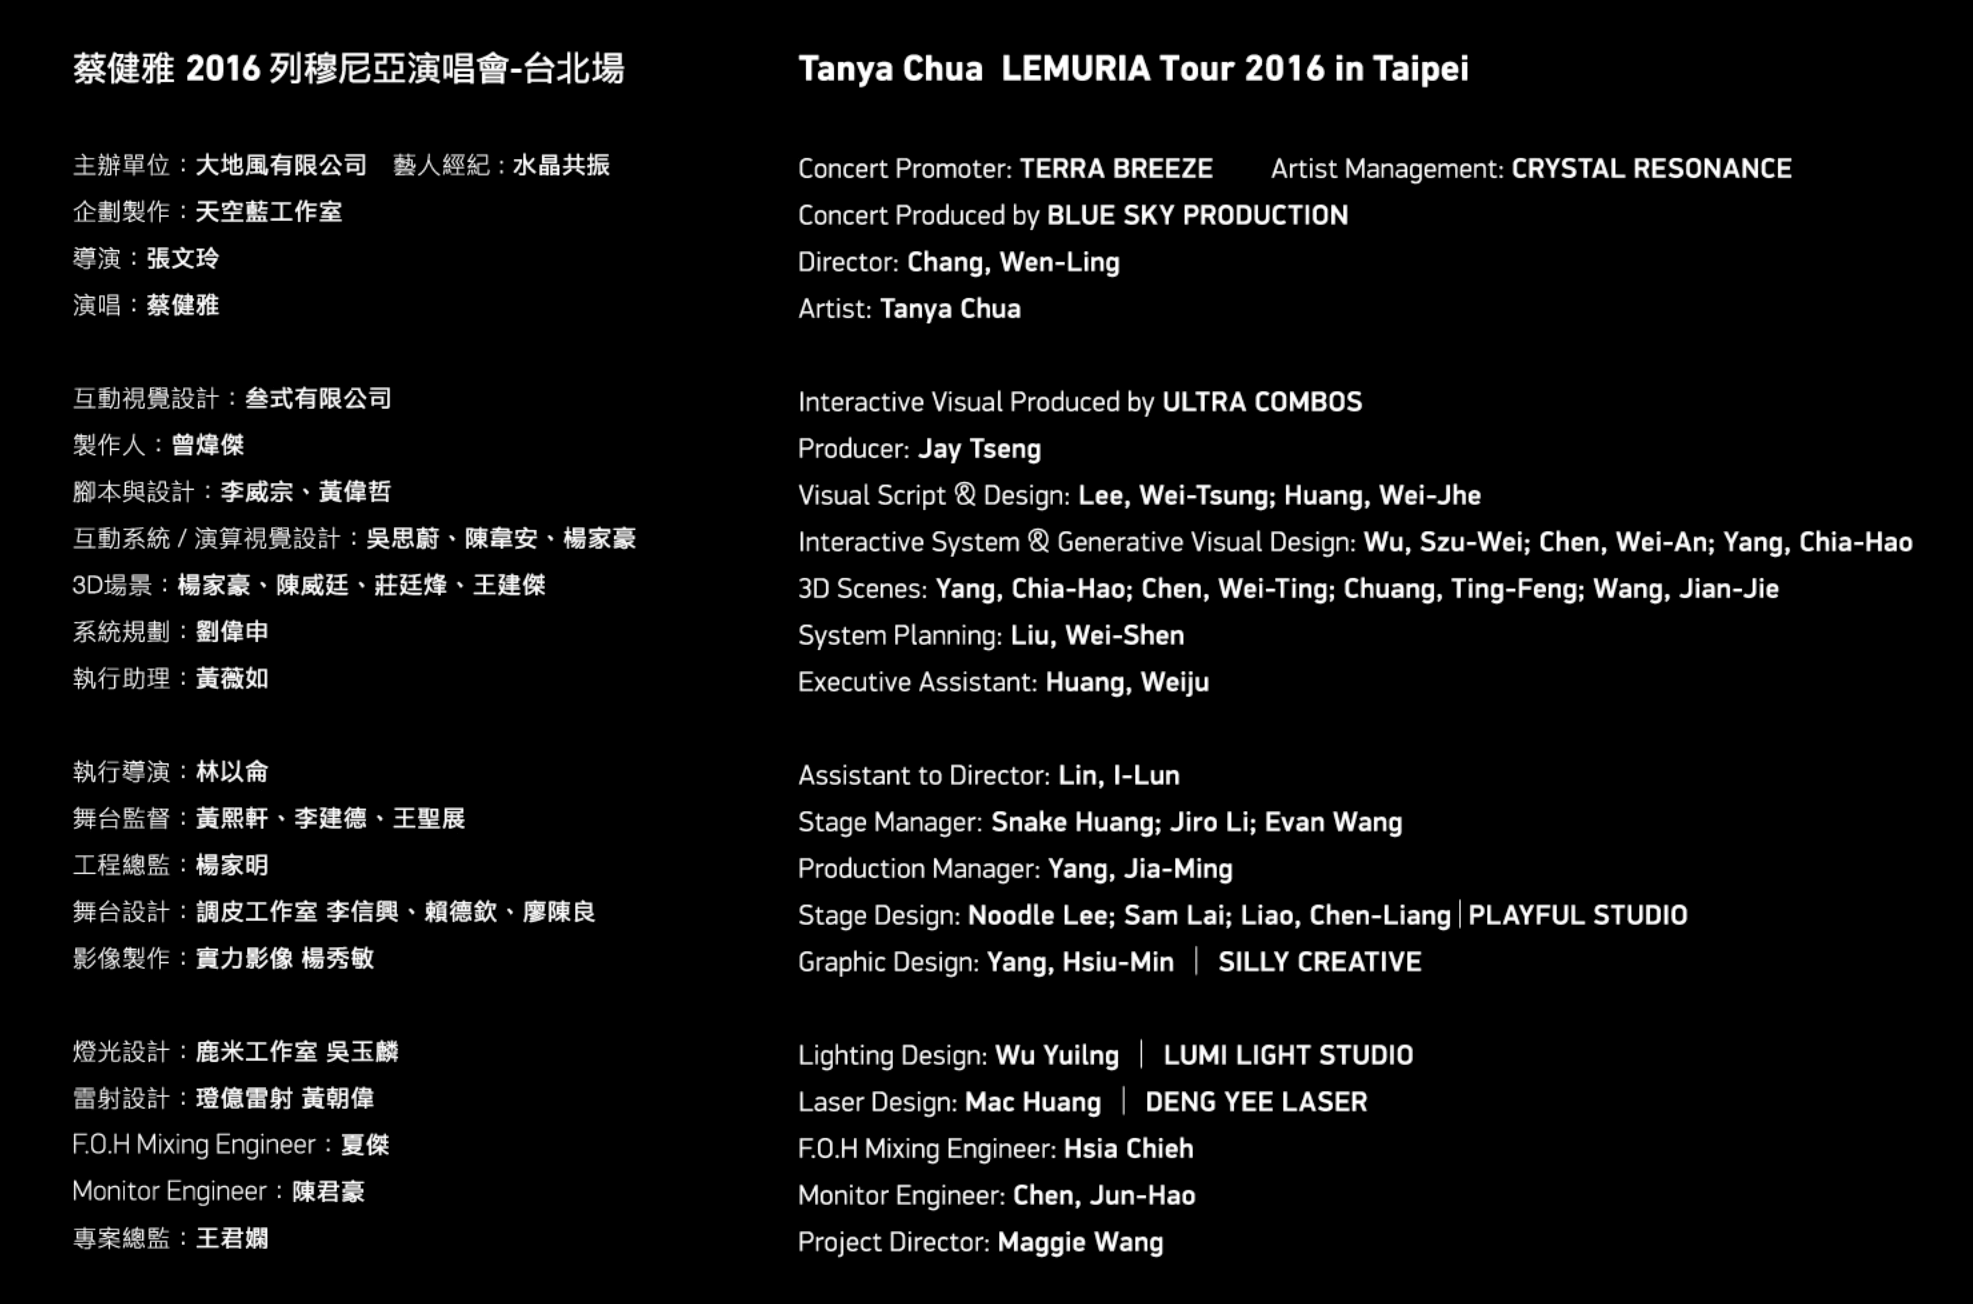 蔡健雅 2016 列穆尼亞演唱會-台北場
主辦單位：大地風有限公司 藝人經紀：水晶共振
企劃製作：天空藍工作室
導演：張文玲
演唱：蔡健雅
互動視覺設計：叁式有限公司
製作人：曾煒傑
腳本與設計：李威宗、黃偉哲
互動系統 / 演算視覺設計：吳思蔚、陳韋安、楊家豪
3D場景：楊家豪、陳威廷、莊廷烽、王建傑
系統規劃：劉偉申
執行助理：黃薇如
執行導演：林以侖
舞台監督：黃熙軒、李建德、王聖展
工程總監：楊家明
舞台設計：調皮工作室 李信興、賴德欽、廖陳良
影像製作：實力影像 楊秀敏
燈光設計：鹿米工作室 吳玉麟
雷射設計：璒億雷射 黃朝偉
F.O.H Mixing Engineer：夏傑
Monitor Engineer：陳君豪
專案總監：王君嫻
Tanya Chua LEMURIA Tour 2016 in Taipei
Concert Promoter: TERRA BREEZE Artist Management: CRYSTAL RESONANCE
Concert Produced by BLUE SKY PRODUCTION
Director: Chang, Wen-Ling
Artist: Tanya Chua
Interactive Visual Produced by ULTRA COMBOS
Producer: Jay Tseng
Visual Script & Design: Lee, Wei-Tsung; Huang, Wei-Jhe
Interactive System & Generative Visual Design: Wu, Szu-Wei; Chen, Wei-An; Yang, Chia-Hao
3D Scenes: Yang, Chia-Hao; Chen, Wei-Ting; Chuang, Ting-Feng; Wang, Jian-Jie
System Planning: Liu, Wei-Shen
Executive Assistant: Huang, Weiju
Assistant to Director: Lin, I-Lun
Stage Manager: Snake Huang; Jiro Li; Evan Wang
Production Manager: Yang, Jia-Ming
Stage Design: Noodle Lee; Sam Lai; Liao, Chen-Liang | PLAYFUL STUDIO
Graphic Design: Yang, Hsiu-Min | SILLY CREATIVE
Lighting Design: Wu Yuilng | LUMI LIGHT STUDIO
Laser Design: Mac Huang | DENG YEE LASER
F.O.H Mixing Engineer: Hsia Chieh
Monitor Engineer: Chen, Jun-Hao
Project Director: Maggie Wang